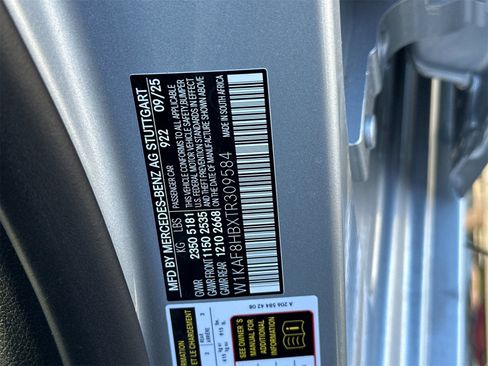 MFD BY MERCEDES-BENZ AG STUTTGART
922 09/25
PASSENGER CAR
KG LBS
2350 5181
GAWR FRONT 1150 2535
GAWR REAR 1210 2668
THIS VEHICLE CONFORMS TO ALL APPLICABLE
U.S. FEDERAL MOTOR VEHICLE SAFETY, BUMPER
AND THEFT PREVENTION STANDARDS IN EFFECT
ON THE DATE OF MANUFACTURE SHOWN ABOVE
MADE IN SOUTH AFRICA
W1KAF8HBXTR309584
A 206 584 42 08
SEE OWNER'S
MANUAL FOR
ADDITIONAL
INFORMATION
ET LE CHARGEMENT